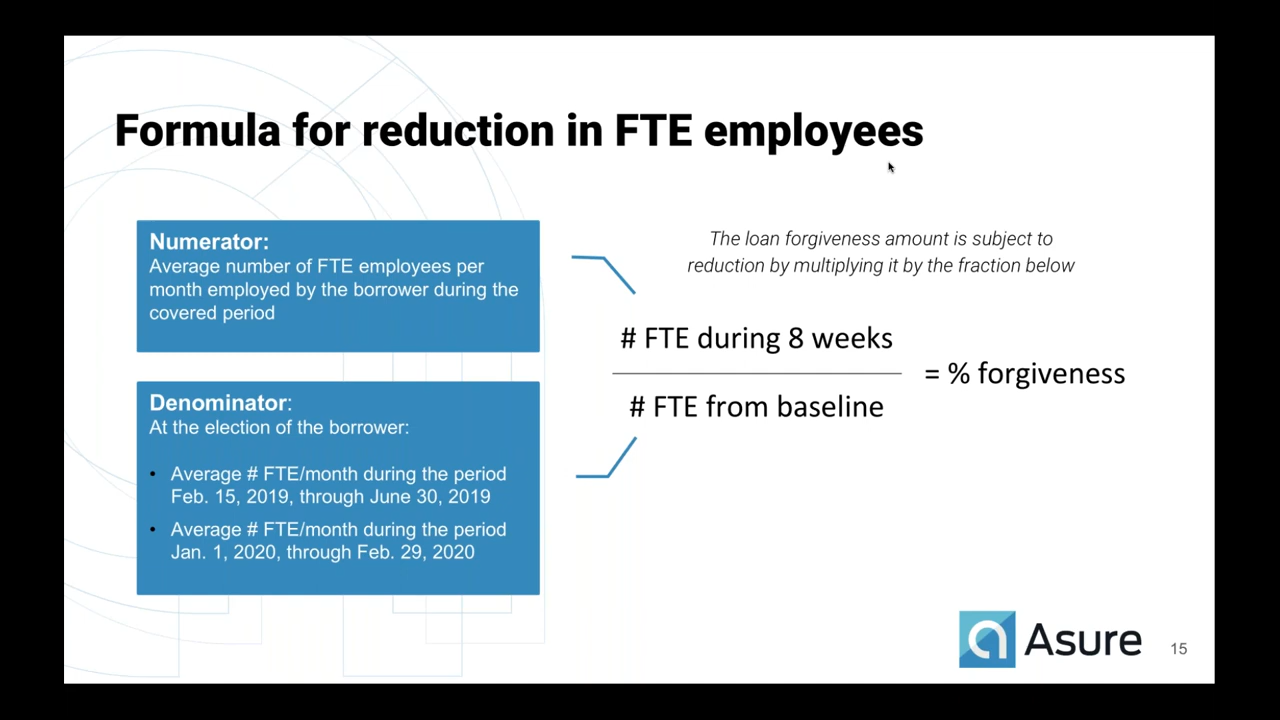 Formula for reduction in FTE employees
Numerator:
Average number of FTE employees per
month employed by the borrower during the
covered period
Denominator:
At the election of the borrower:
• Average # FTE/month during the period
Feb. 15, 2019, through June 30, 2019
• Average # FTE/month during the period
Jan. 1, 2020, through Feb. 29, 2020
The loan forgiveness amount is subject to
reduction by multiplying it by the fraction below
# FTE during 8 weeks
= % forgiveness
# FTE from baseline
Asure
15